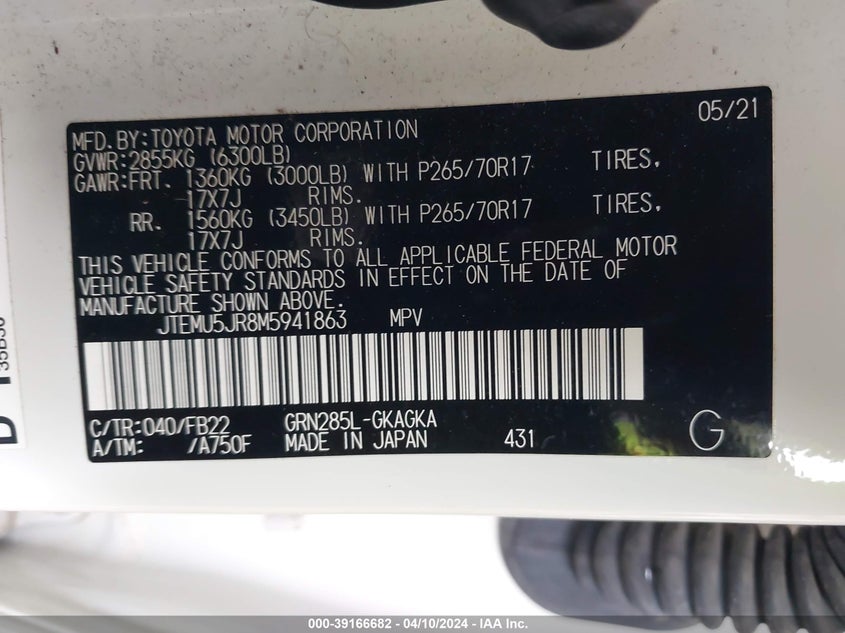 05/21
MFD.BY:TOYOTA MOTOR CORPORATION
GVWR:2855KG (6300LB)
GAWR:FRT. 1360KG (3000LB) WITH P265/70R17 TIRES,
17X7J RIMS.
RR. 1560KG (3450LB) WITH P265/70R17 TIRES,
17X7J RIMS.
THIS VEHICLE CONFORMS TO ALL APPLICABLE FEDERAL MOTOR
VEHICLE SAFETY STANDARDS IN EFFECT ON THE DATE OF
MANUFACTURE SHOWN ABOVE.
JTEMU5JR8M5941863 MPV
C/TR:040/FB22 GRN285L-GKAGKA
A/TM: /A750F MADE IN JAPAN 431 G
000-39166682 - 04/10/2024 - IAA Inc.